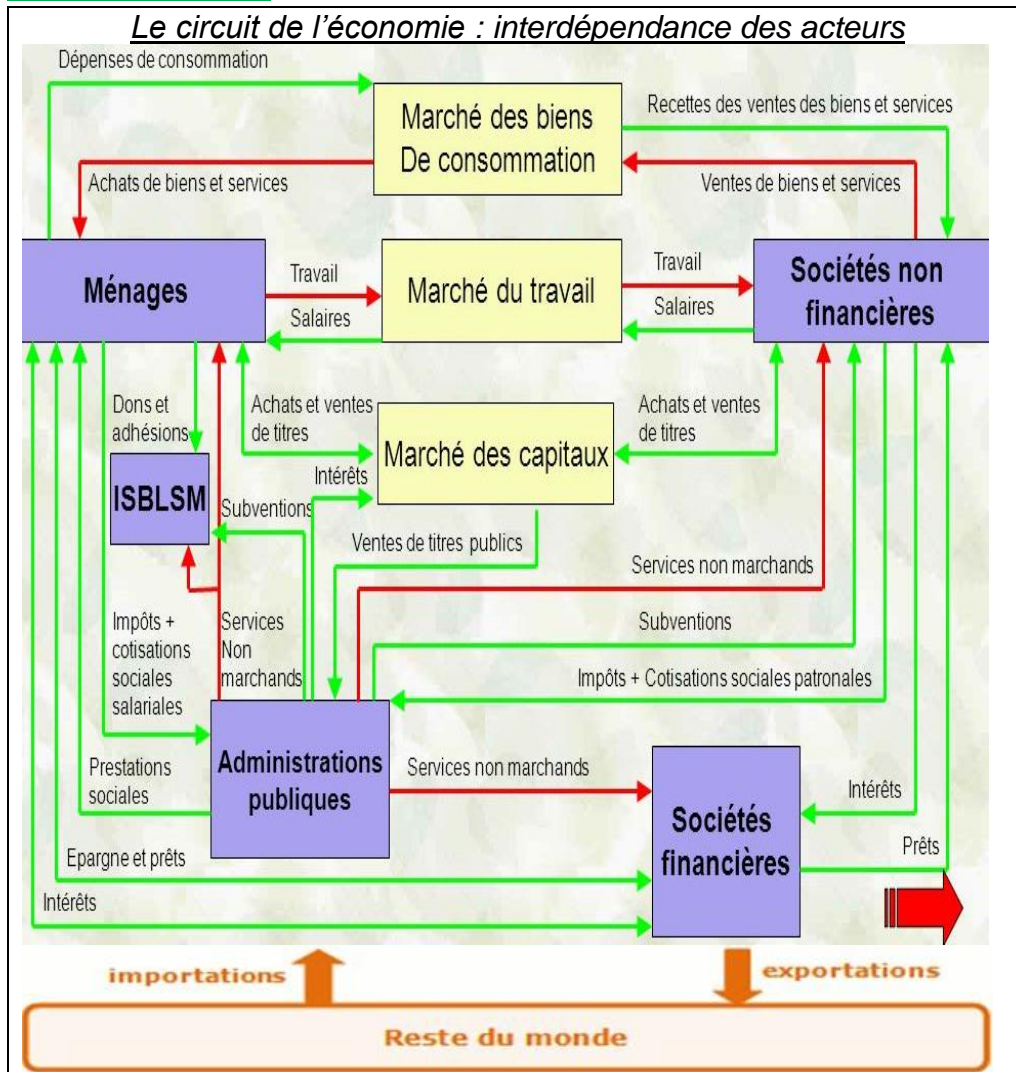 Le circuit de l'économie : interdépendance des acteurs
Dépenses de consommation
Marché des biens
De consommation
Recettes des ventes des biens et services
Achats de biens et services
Ventes de biens et services
Ménages
Travail
Salaires
Marché du travail
Travail
Salaires
Sociétés non
financières
Dons et
adhésions
Achats et ventes
de titres
Intérêts
Marché des capitaux
Achats et ventes
de titres
ISBLSM
Subventions
Ventes de titres publics
Services non marchands
Impôts +
cotisations
sociales
salariales
Services
Non
marchands
Subventions
Impôts + Cotisations sociales patronales
Administrations
publiques
Services non marchands
Prestations
sociales
Sociétés
financières
Intérêts
Prêts
Epargne et prêts
Intérêts
importations
exportations
Reste du monde